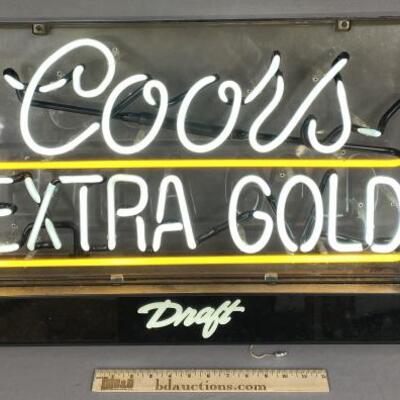 Coors
EXTRA GOLD
Draft
bdauctions.com